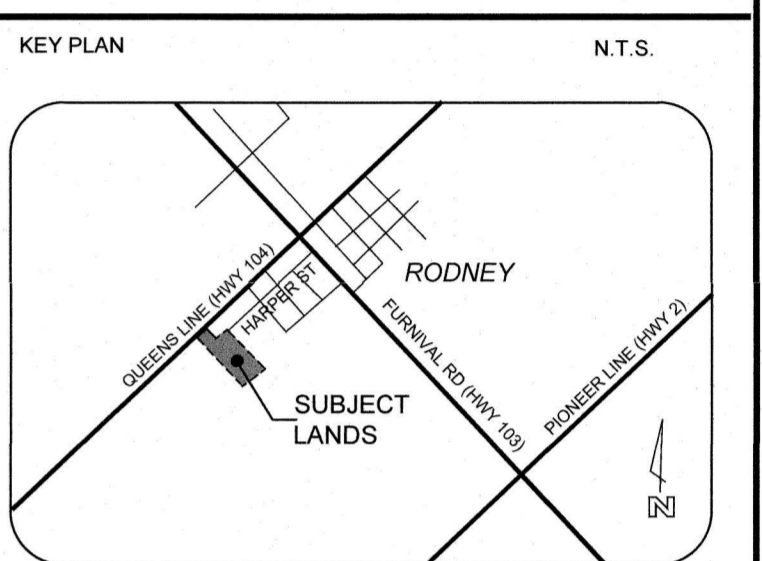 KEY PLAN
N.T.S.
QUEENS LINE (HWY 104)
HARPER ST
RODNEY
FURNIVAL RD (HWY 103)
PIONEER LINE (HWY 2)
SUBJECT
LANDS
N